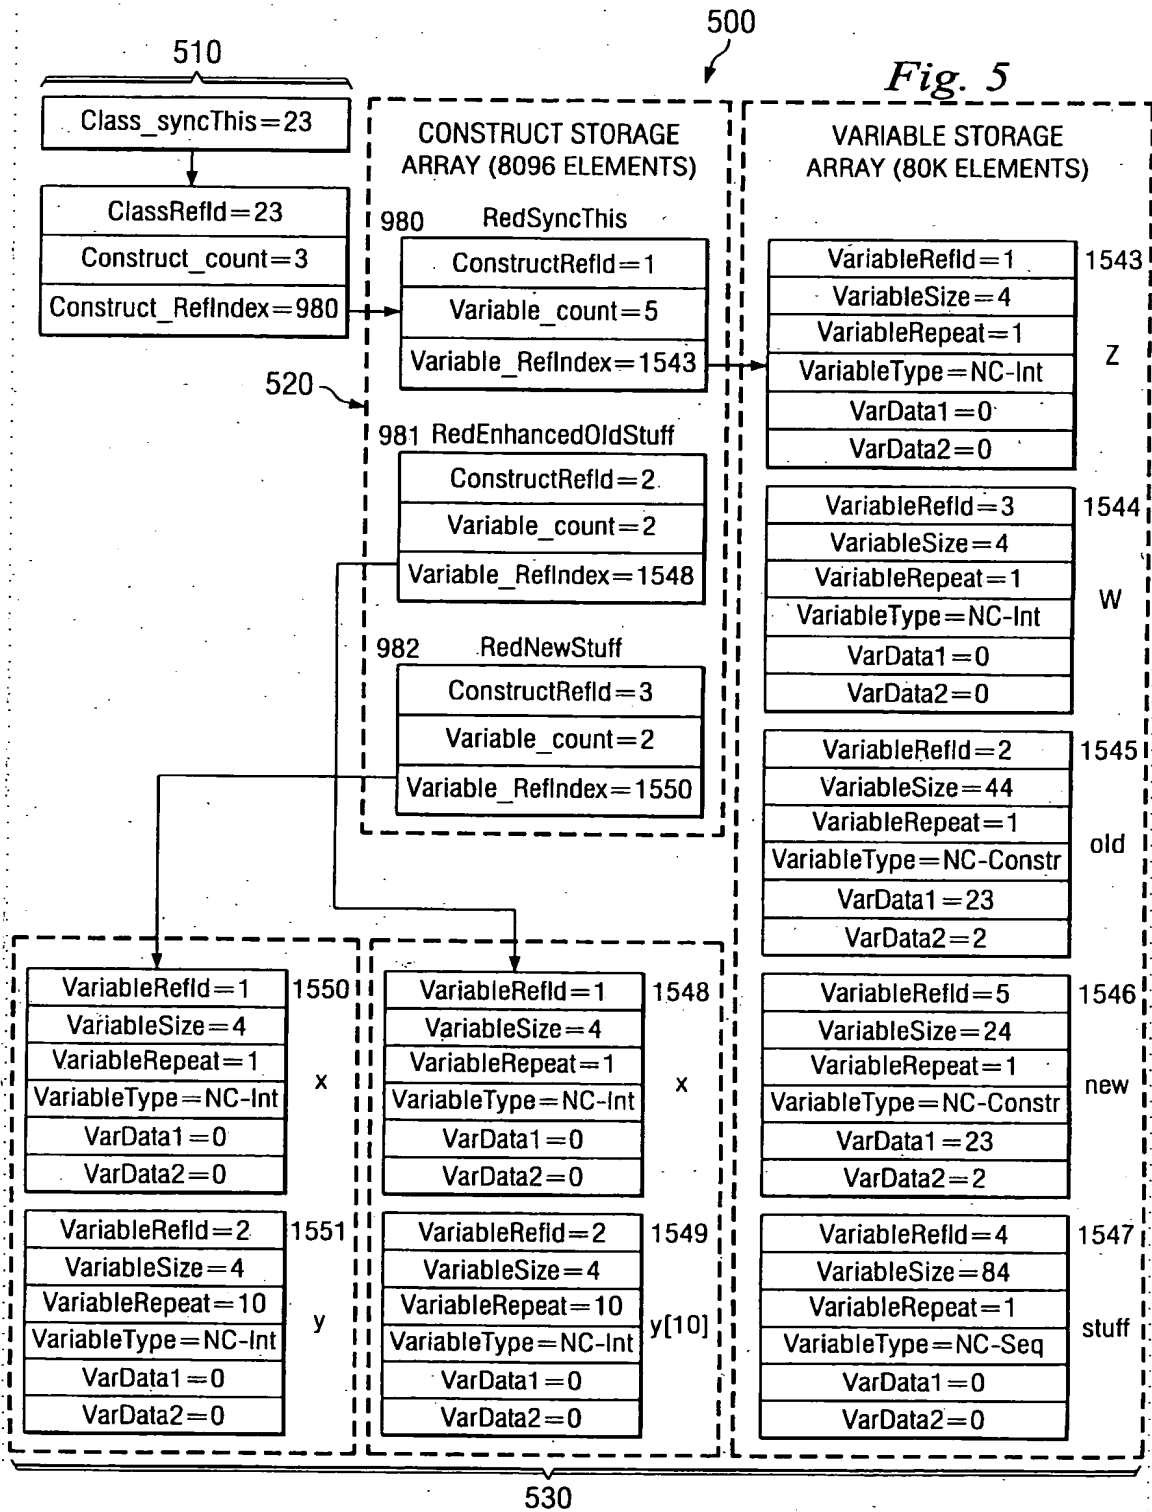 500
Fig. 5
510
Class_syncThis=23
ClassRefId=23
Construct_count=3
Construct_RefIndex=980
CONSTRUCT STORAGE
ARRAY (8096 ELEMENTS)
980
RedSyncThis
ConstructRefId=1
Variable_count=5
Variable_RefIndex=1543
520
981
RedEnhancedOldStuff
ConstructRefId=2
Variable_count=2
Variable_RefIndex=1548
982
RedNewStuff
ConstructRefId=3
Variable_count=2
Variable_RefIndex=1550
VARIABLE STORAGE
ARRAY (80K ELEMENTS)
VariableRefId=1
1543
VariableSize=4
VariableRepeat=1
Z
VariableType=NC-Int
VarData1=0
VarData2=0
VariableRefId=3
1544
VariableSize=4
VariableRepeat=1
W
VariableType=NC-Int
VarData1=0
VarData2=0
VariableRefId=2
1545
VariableSize=44
VariableRepeat=1
old
VariableType=NC-Constr
VarData1=23
VarData2=2
VariableRefId=5
1546
VariableSize=24
VariableRepeat=1
new
VariableType=NC-Constr
VarData1=23
VarData2=2
VariableRefId=4
1547
VariableSize=84
VariableRepeat=1
stuff
VariableType=NC-Seq
VarData1=0
VarData2=0
VariableRefId=1
1550
VariableSize=4
VariableRepeat=1
x
VariableType=NC-Int
VarData1=0
VarData2=0
VariableRefId=2
1551
VariableSize=4
VariableRepeat=10
y
VariableType=NC-Int
VarData1=0
VarData2=0
VariableRefId=1
1548
VariableSize=4
VariableRepeat=1
x
VariableType=NC-Int
VarData1=0
VarData2=0
VariableRefId=2
1549
VariableSize=4
VariableRepeat=10
y[10]
VariableType=NC-Int
VarData1=0
VarData2=0
530